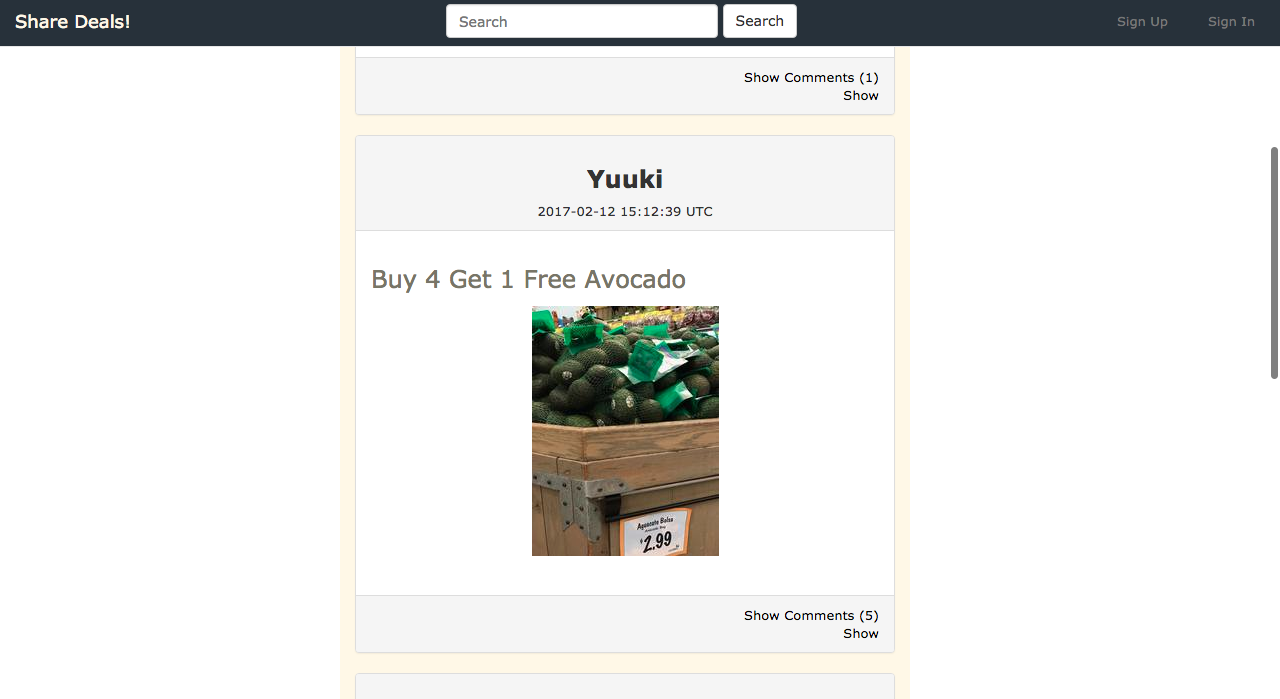 Share Deals!
Search
Search
Sign Up
Sign In
Show Comments (1)
Show
Yuuki
2017-02-12 15:12:39 UTC
Buy 4 Get 1 Free Avocado
Aguacate Bolsa
$2.99
Show Comments (5)
Show